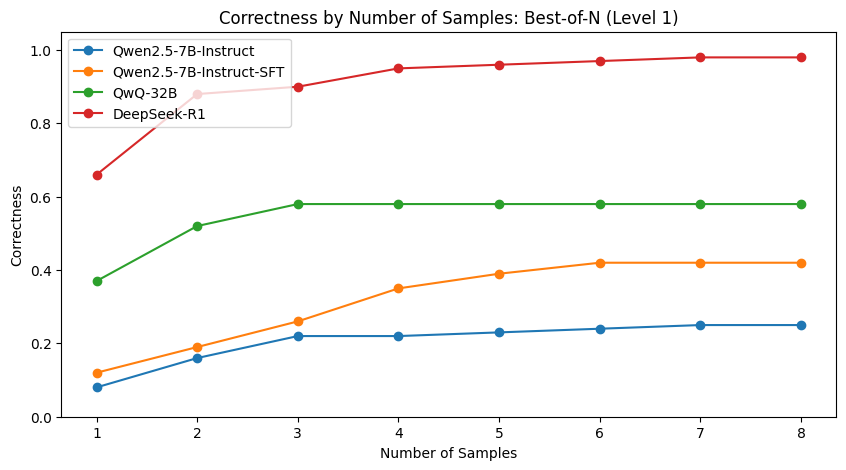 Correctness by Number of Samples: Best-of-N (Level 1)
Qwen2.5-7B-Instruct
Qwen2.5-7B-Instruct-SFT
QwQ-32B
DeepSeek-R1
Correctness
1.0
0.8
0.6
0.4
0.2
0.0
1 2 3 4 5 6 7 8
Number of Samples